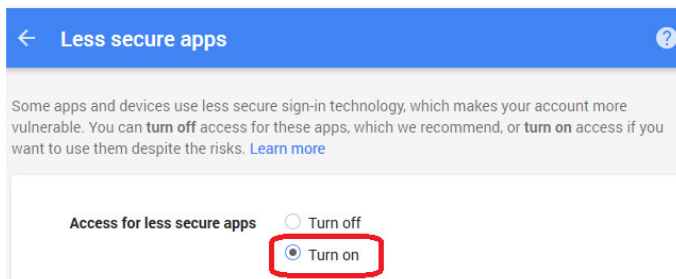 Less secure apps
Some apps and devices use less secure sign-in technology, which makes your account more
vulnerable. You can turn off access for these apps, which we recommend, or turn on access if you
want to use them despite the risks. Learn more
Access for less secure apps
Turn off
Turn on